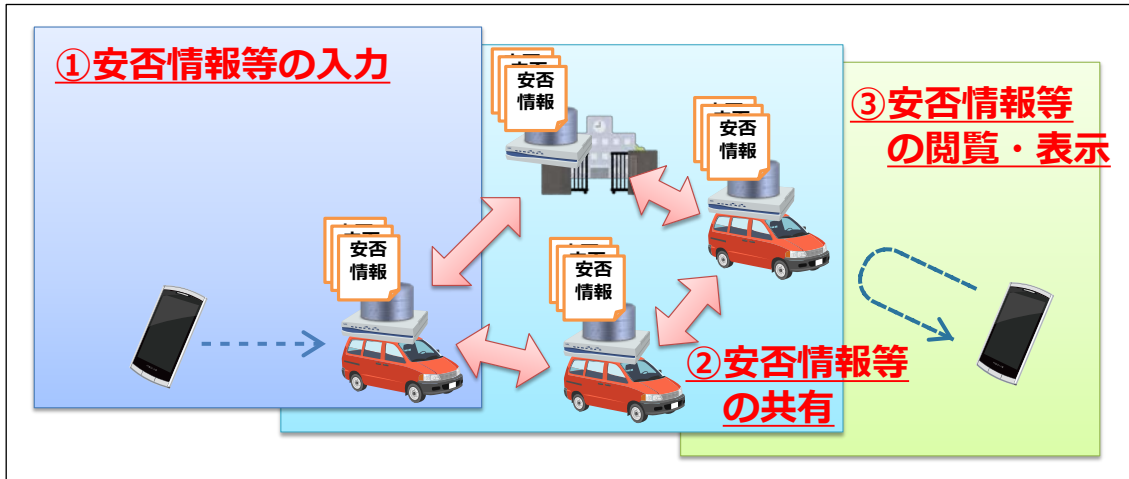 ①安否情報等の入力
安否
情報
安否
情報
③安否情報等
の閲覧・表示
安否
情報
安否
情報
②安否情報等
の共有